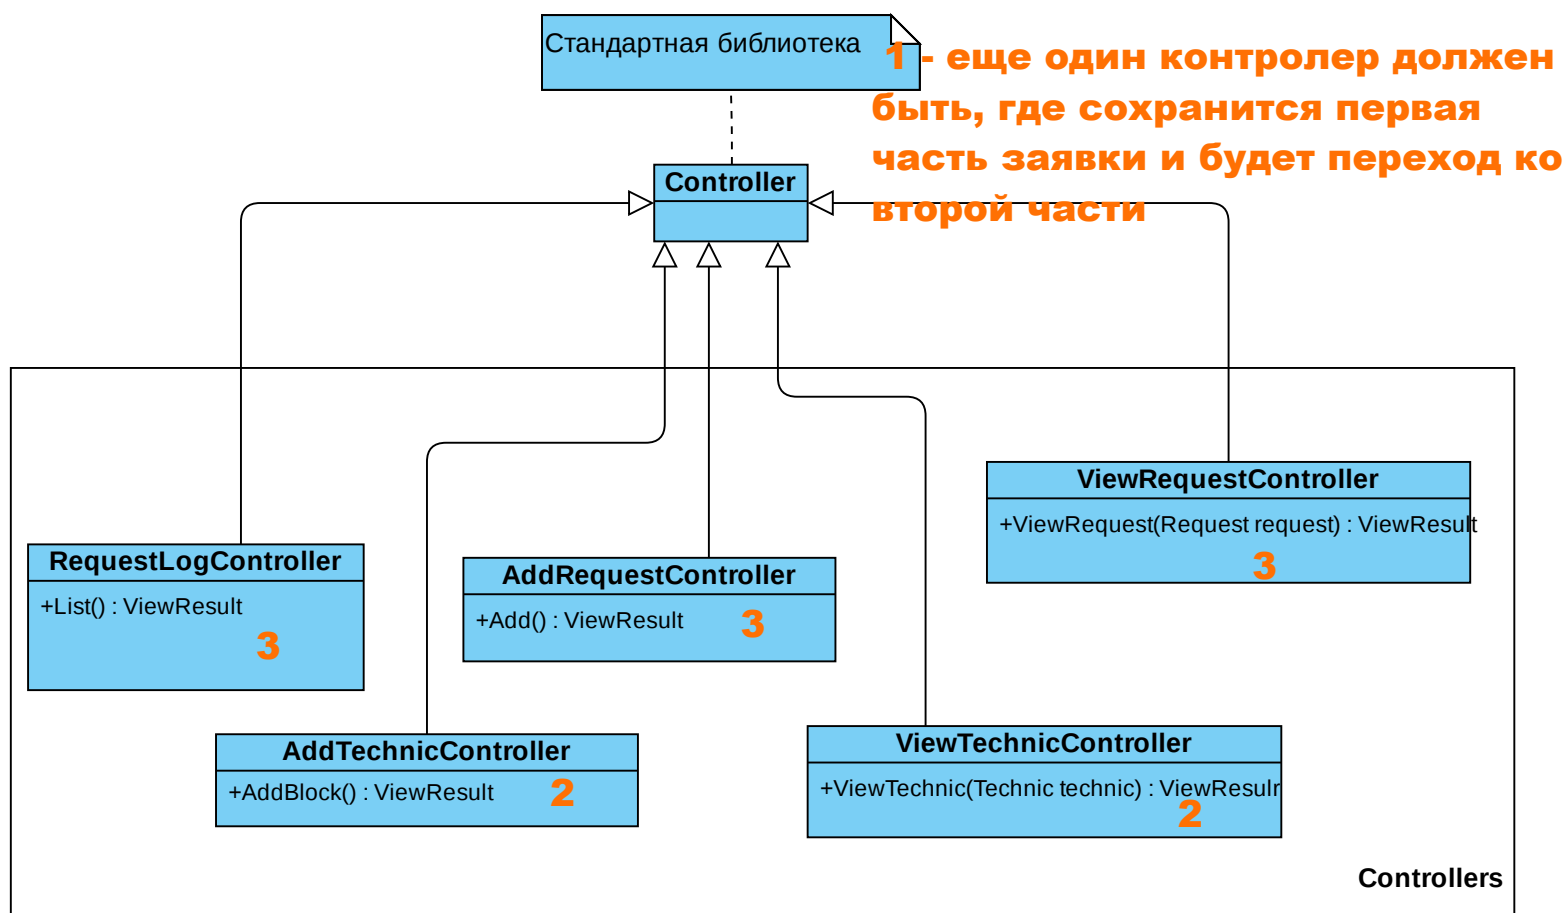 Стандартная библиотека
1 - еще один контролер должен
быть, где сохранится первая
часть заявки и будет переход ко
второй части
Controller
ViewRequestController
+ViewRequest(Request request) : ViewResult
3
RequestLogController
+List() : ViewResult
3
AddRequestController
+Add() : ViewResult
3
AddTechnicController
+AddBlock() : ViewResult
2
ViewTechnicController
+ViewTechnic(Technic technic) : ViewResulr
2
Controllers